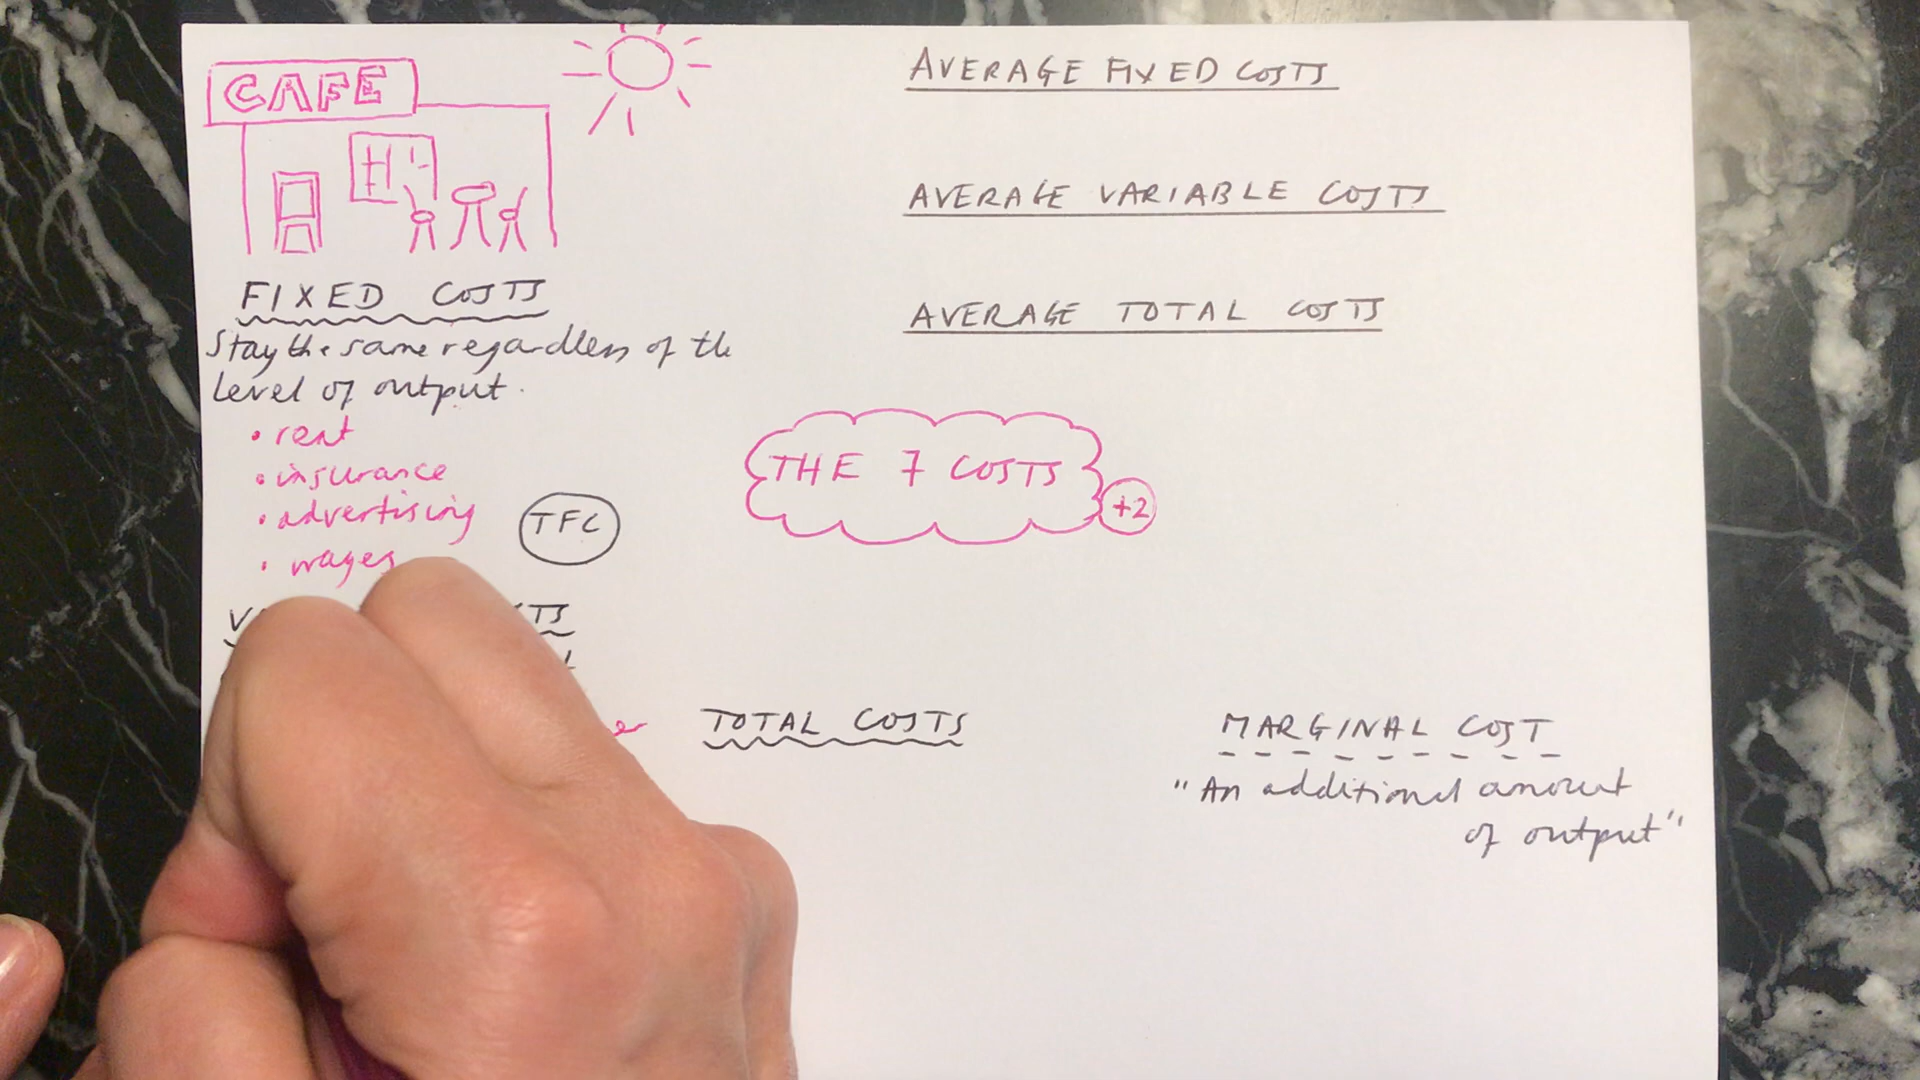 CAFE
FIXED COSTS
Stay the same regardless of the
level of output.
• rent
• insurance
• advertising
• wages
TFC
AVERAGE FIXED COSTS
AVERAGE VARIABLE COSTS
AVERAGE TOTAL COSTS
THE 7 COSTS
+2
TOTAL COSTS
MARGINAL COST
"An additional amount
of output"